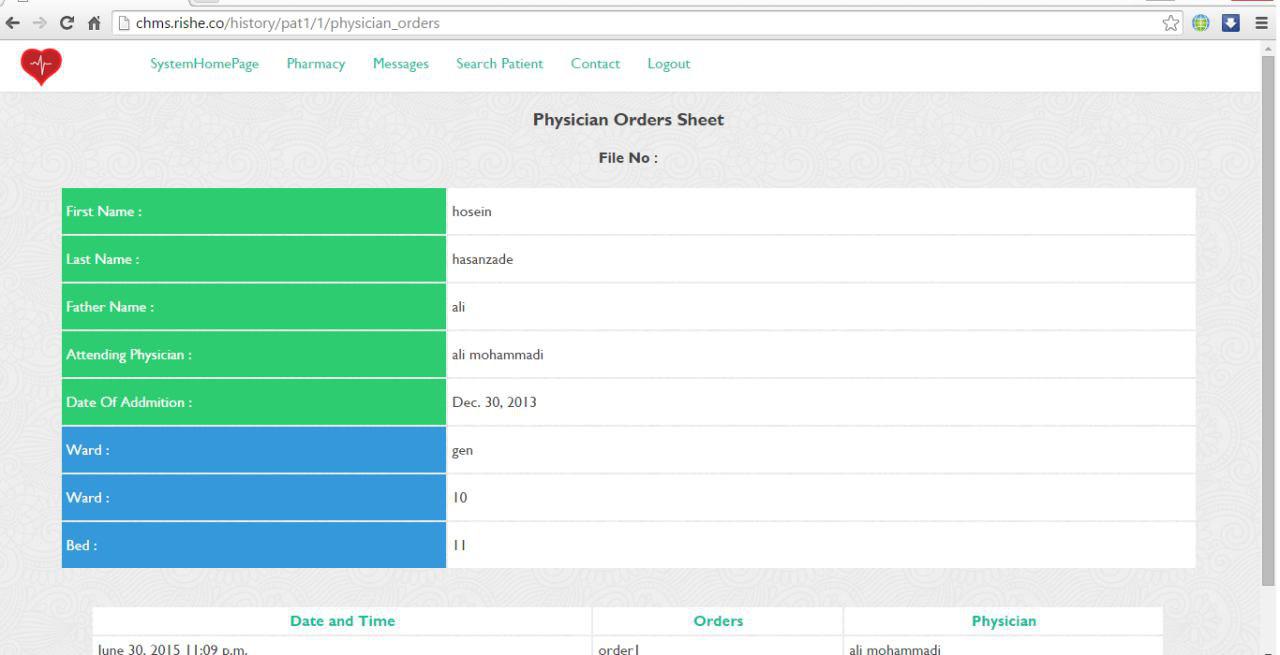 chms.rishe.co/history/pat1/1/physician_orders
SystemHomePage Pharmacy Messages Search Patient Contact Logout
Physician Orders Sheet
File No :
First Name : hosein
Last Name : hasanzade
Father Name : ali
Attending Physician : ali mohammadi
Date Of Addmition : Dec. 30, 2013
Ward : gen
Ward : 10
Bed : 11
Date and Time Orders Physician
June 30, 2015 11:09 p.m. order1 ali mohammadi